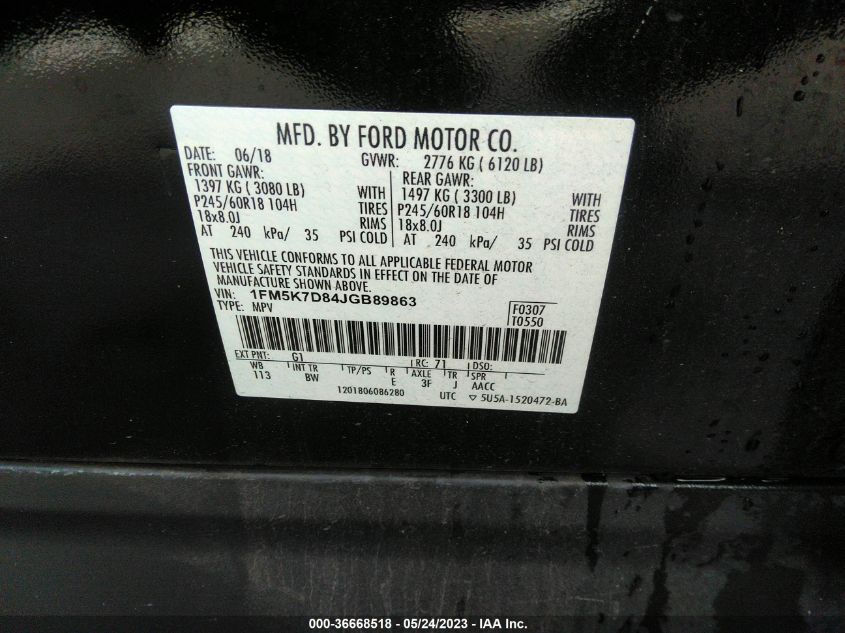 MFD. BY FORD MOTOR CO.
DATE: 06/18 GVWR: 2776 KG ( 6120 LB)
FRONT GAWR: REAR GAWR:
1397 KG ( 3080 LB) WITH 1497 KG ( 3300 LB) WITH
P245/60R18 104H TIRES P245/60R18 104H TIRES
18x8.0J RIMS 18x8.0J RIMS
AT 240 kPa/ 35 PSI COLD AT 240 kPa/ 35 PSI COLD
THIS VEHICLE CONFORMS TO ALL APPLICABLE FEDERAL MOTOR
VEHICLE SAFETY STANDARDS IN EFFECT ON THE DATE OF
MANUFACTURE SHOWN ABOVE.
VIN: 1FM5K7D84JGB89863 F0307
TYPE: MPV T0550
EXT PNT: G1 RC: 71 DSO:
WB INT TR TP/PS R AXLE TR SPR
113 BW E 3F J AACC
1201806086280 UTC ▽ 5U5A-1520472-BA
000-36668518 - 05/24/2023 - IAA Inc.